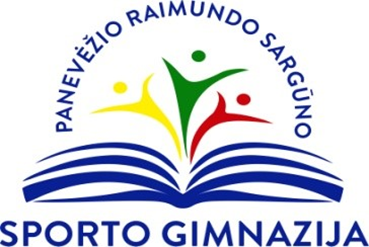 PANEVĖŽIO RAIMUNDO SARGŪNO
SPORTO GIMNAZIJA